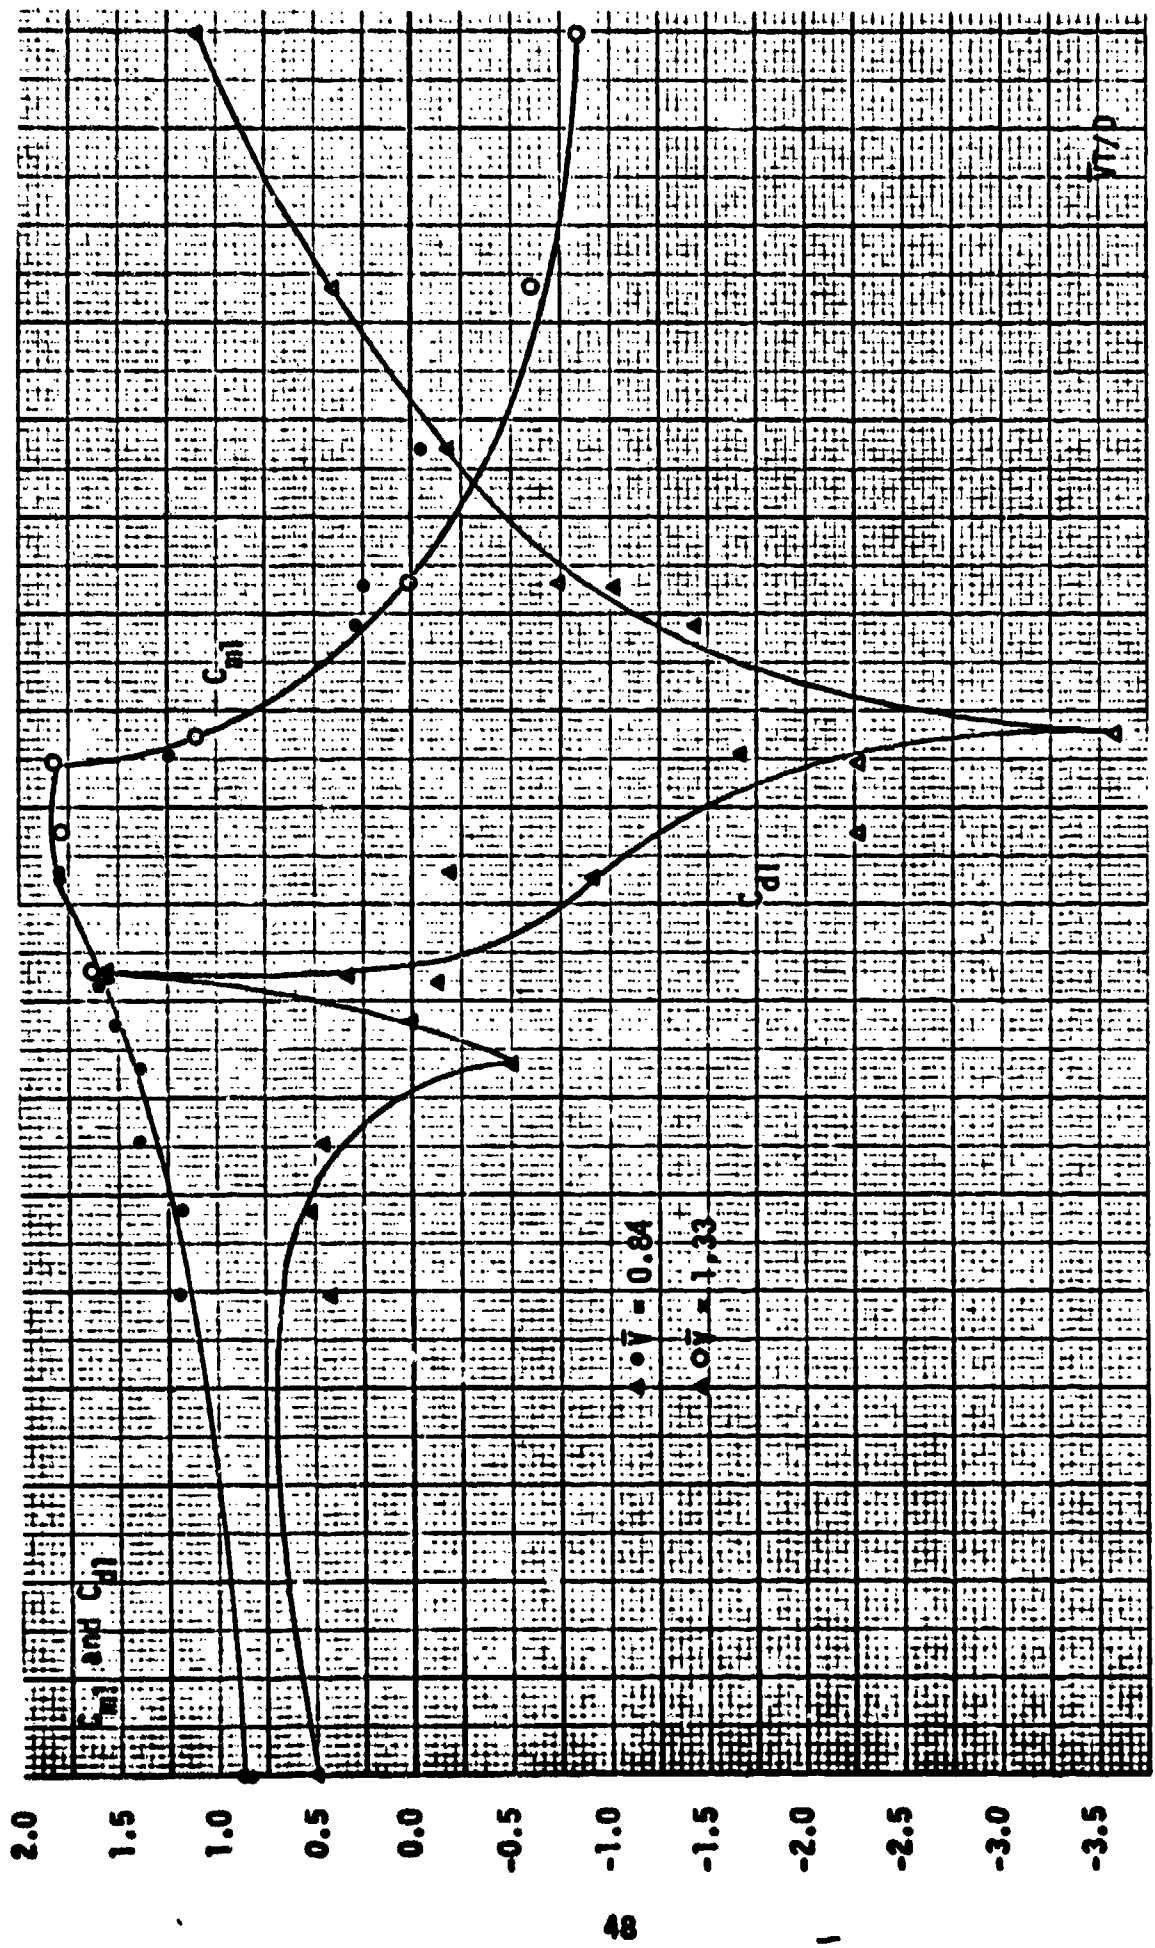 C_m1 and C_d1
2.0
1.5
1.0
0.5
0.0
-0.5
-1.0
-1.5
-2.0
-2.5
-3.0
-3.5
C_m1
C_d1
▲ ● V̅ = 0.84
▲ O V̅ = 1.33
V̅T/D
48